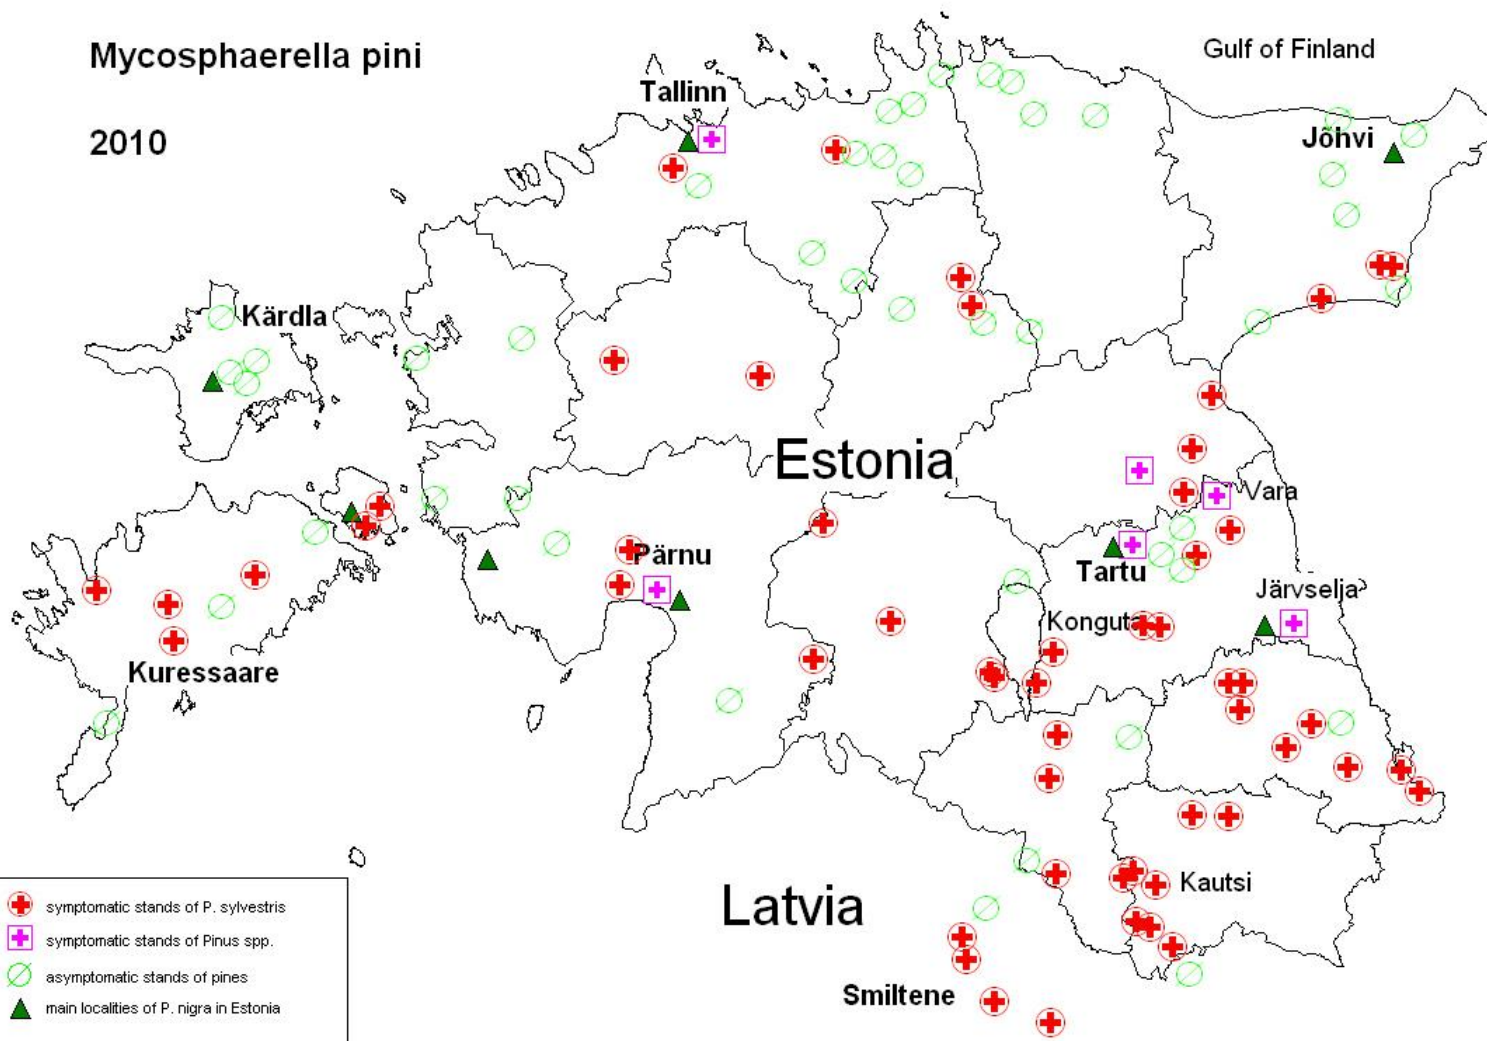 Mycosphaerella pini
2010
Gulf of Finland
Tallinn
Jõhvi
Kärdla
Estonia
Vara
Pärnu
Tartu
Järvselja
Konguta
Kuressaare
Kautsi
Latvia
Smiltene
symptomatic stands of P. sylvestris
symptomatic stands of Pinus spp.
asymptomatic stands of pines
main localities of P. nigra in Estonia